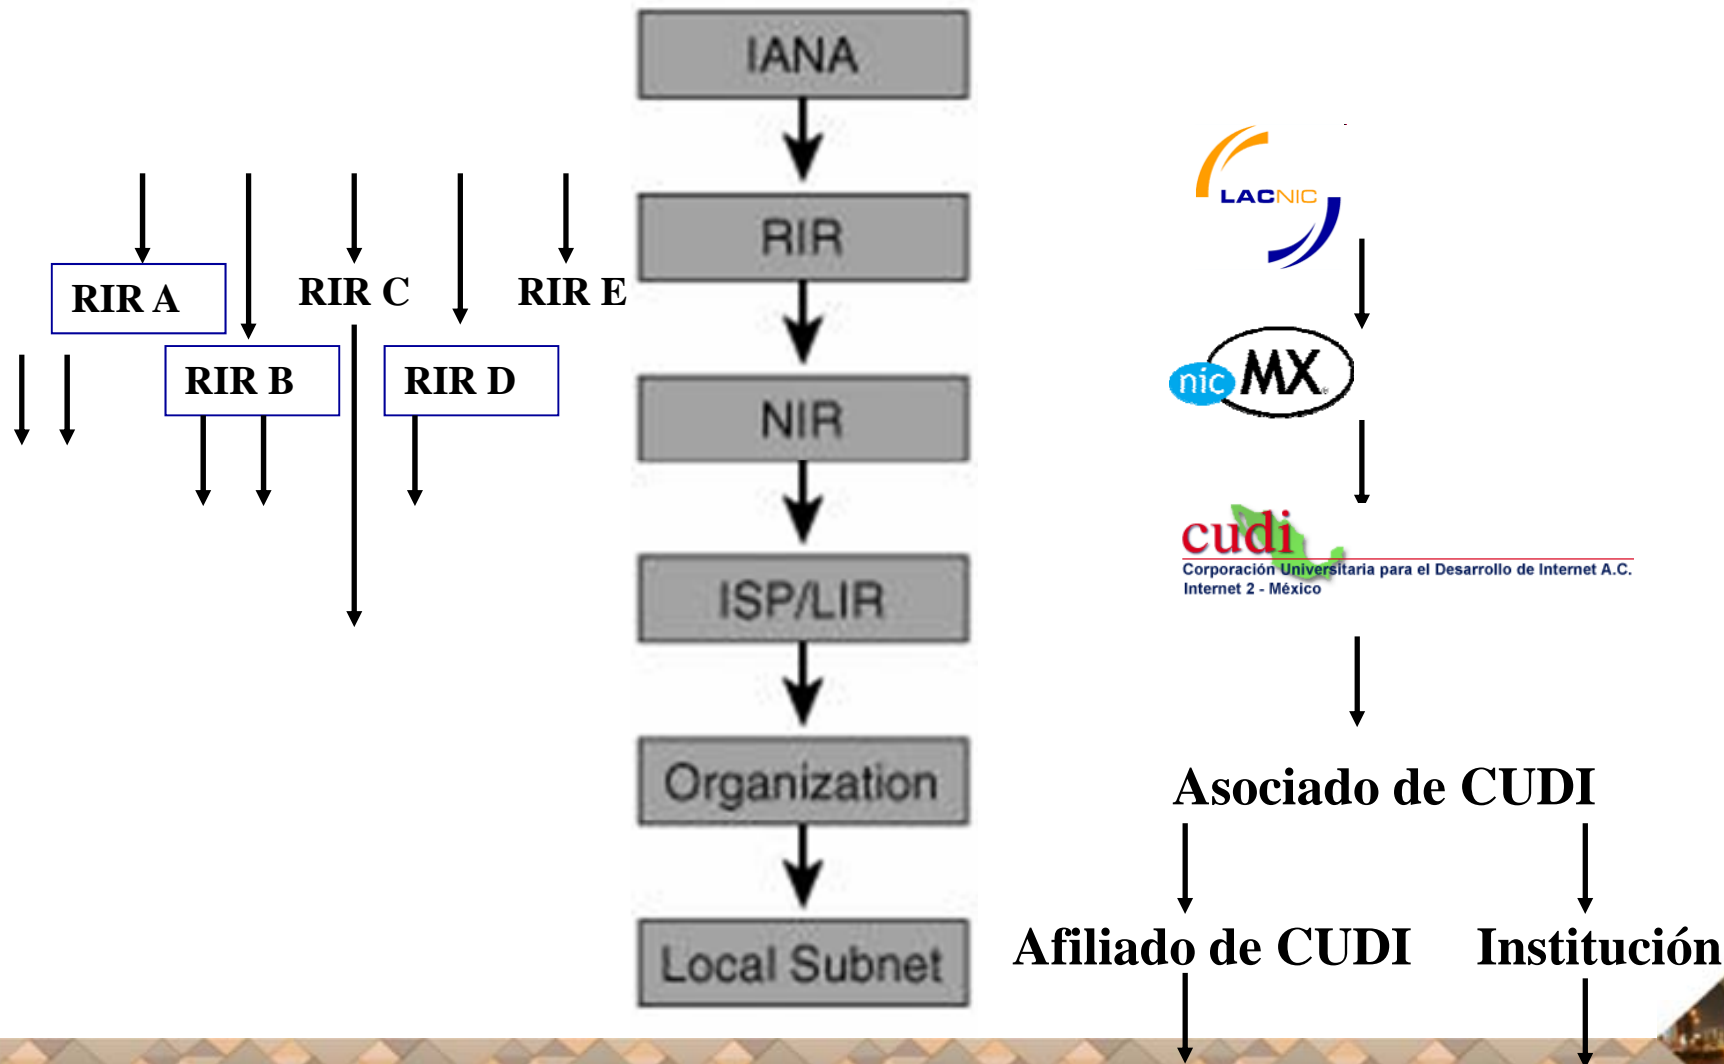 IANA
LACNIC
RIR
RIR A
RIR C
RIR E
RIR B
RIR D
nic MX
NIR
cudi
Corporación Universitaria para el Desarrollo de Internet A.C.
Internet 2 - México
ISP/LIR
Organization
Asociado de CUDI
Local Subnet
Afiliado de CUDI
Institución